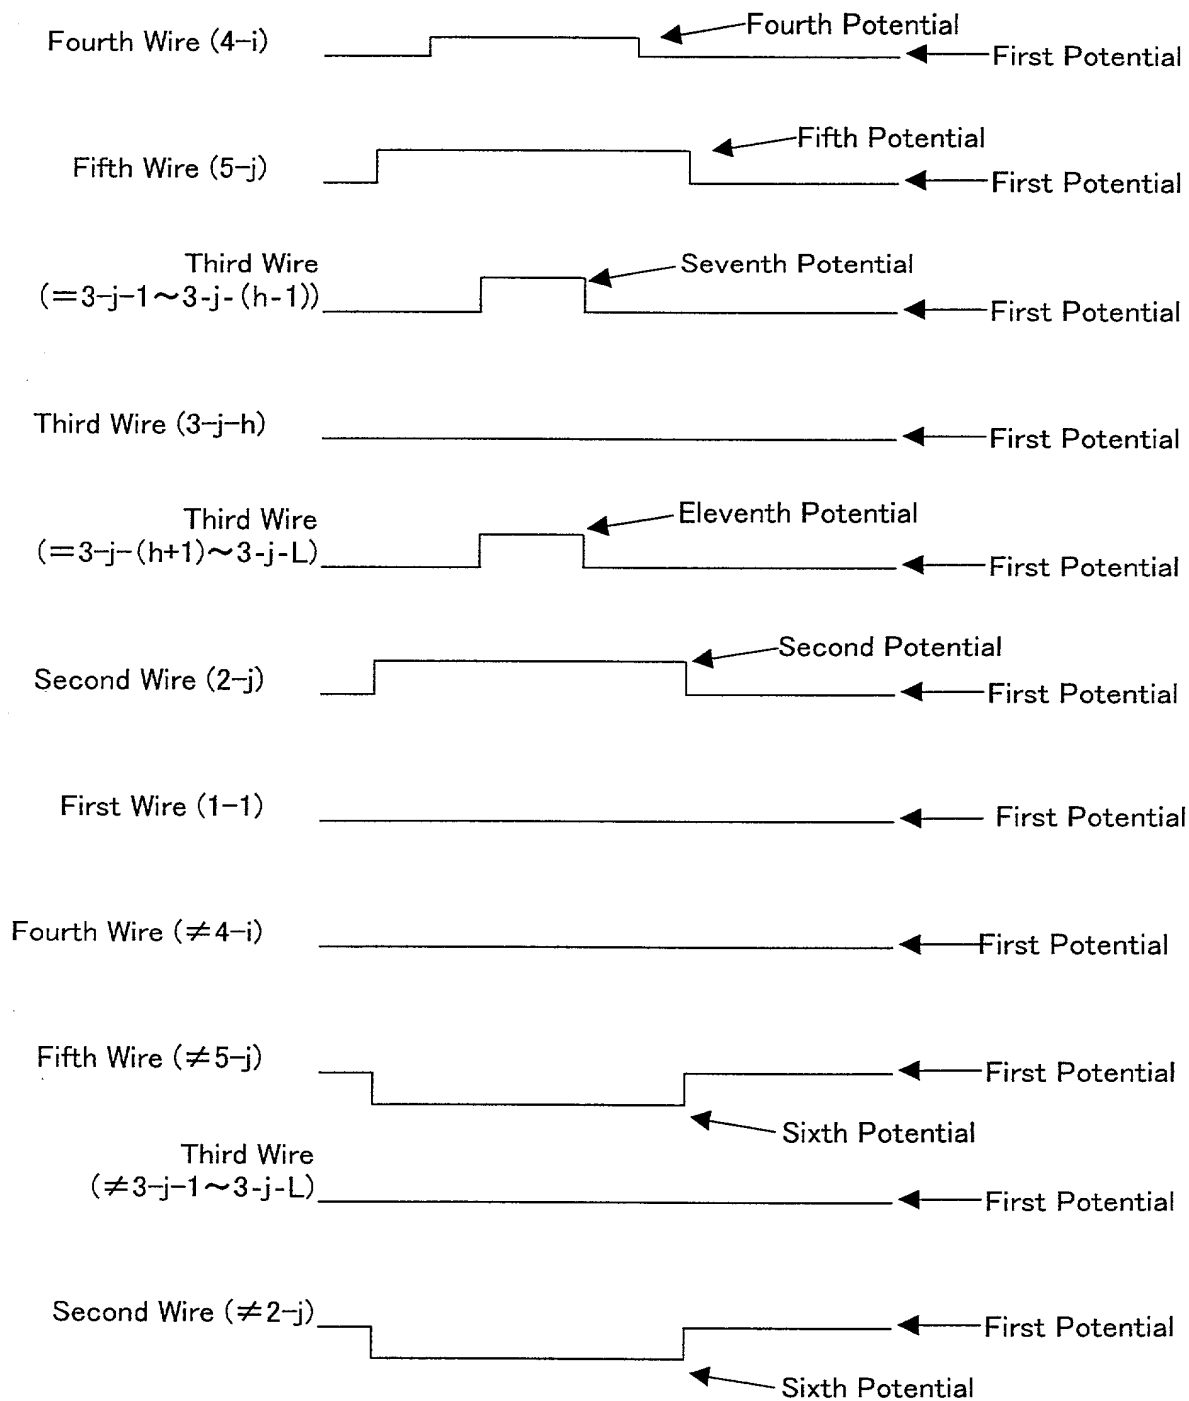 Fourth Wire (4-i)
Fourth Potential
First Potential
Fifth Wire (5-j)
Fifth Potential
First Potential
Third Wire
(=3-j-1~3-j-(h-1))
Seventh Potential
First Potential
Third Wire (3-j-h)
First Potential
Third Wire
(=3-j-(h+1)~3-j-L)
Eleventh Potential
First Potential
Second Wire (2-j)
Second Potential
First Potential
First Wire (1-1)
First Potential
Fourth Wire (≠4-i)
First Potential
Fifth Wire (≠5-j)
First Potential
Sixth Potential
Third Wire
(≠3-j-1~3-j-L)
First Potential
Second Wire (≠2-j)
First Potential
Sixth Potential